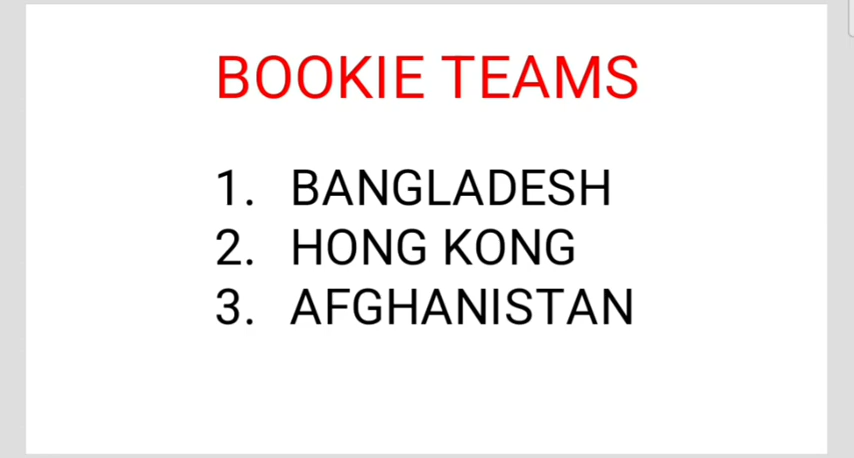 BOOKIE TEAMS
1. BANGLADESH
2. HONG KONG
3. AFGHANISTAN